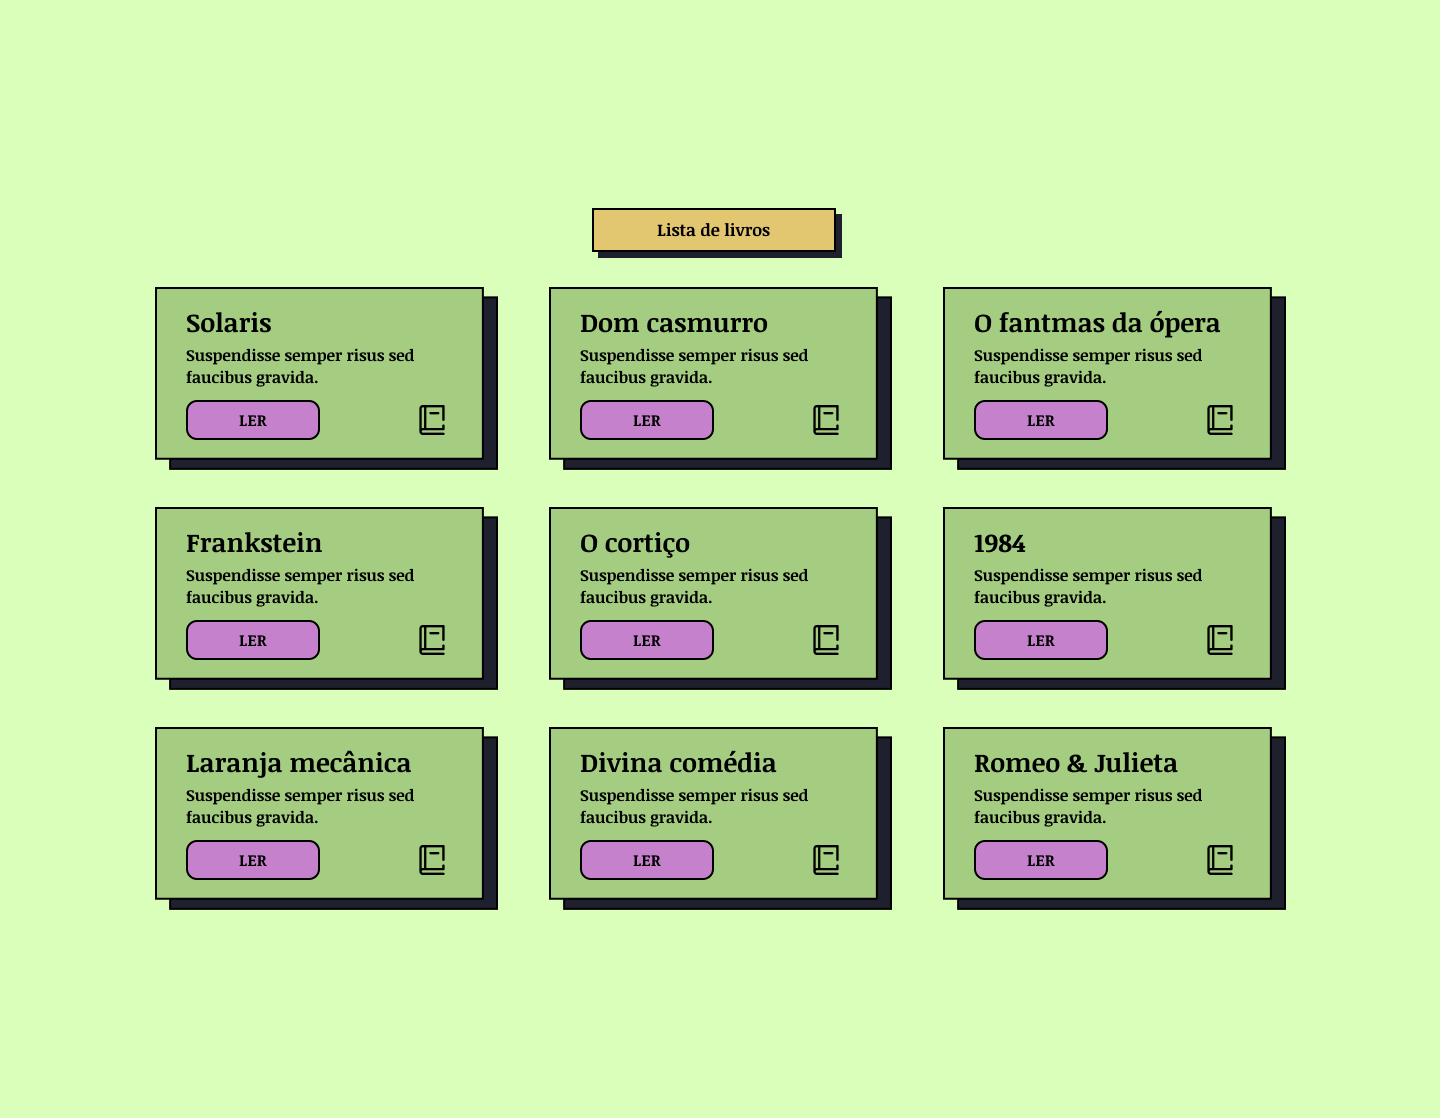 Lista de livros
Solaris
Suspendisse semper risus sed
faucibus gravida.
LER
Dom casmurro
Suspendisse semper risus sed
faucibus gravida.
LER
O fantmas da ópera
Suspendisse semper risus sed
faucibus gravida.
LER
Frankstein
Suspendisse semper risus sed
faucibus gravida.
LER
O cortiço
Suspendisse semper risus sed
faucibus gravida.
LER
1984
Suspendisse semper risus sed
faucibus gravida.
LER
Laranja mecânica
Suspendisse semper risus sed
faucibus gravida.
LER
Divina comédia
Suspendisse semper risus sed
faucibus gravida.
LER
Romeo & Julieta
Suspendisse semper risus sed
faucibus gravida.
LER